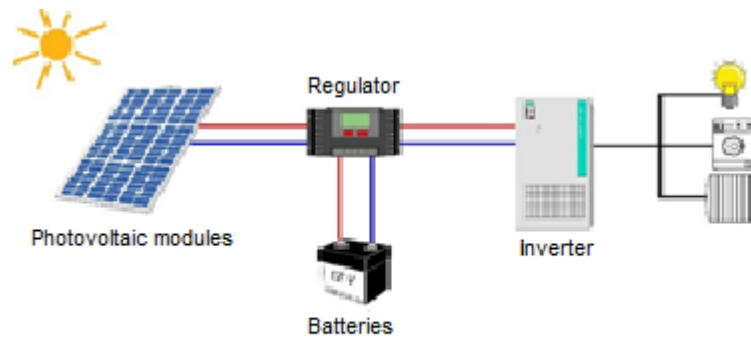 Regulator
Photovoltaic modules
Inverter
Batteries